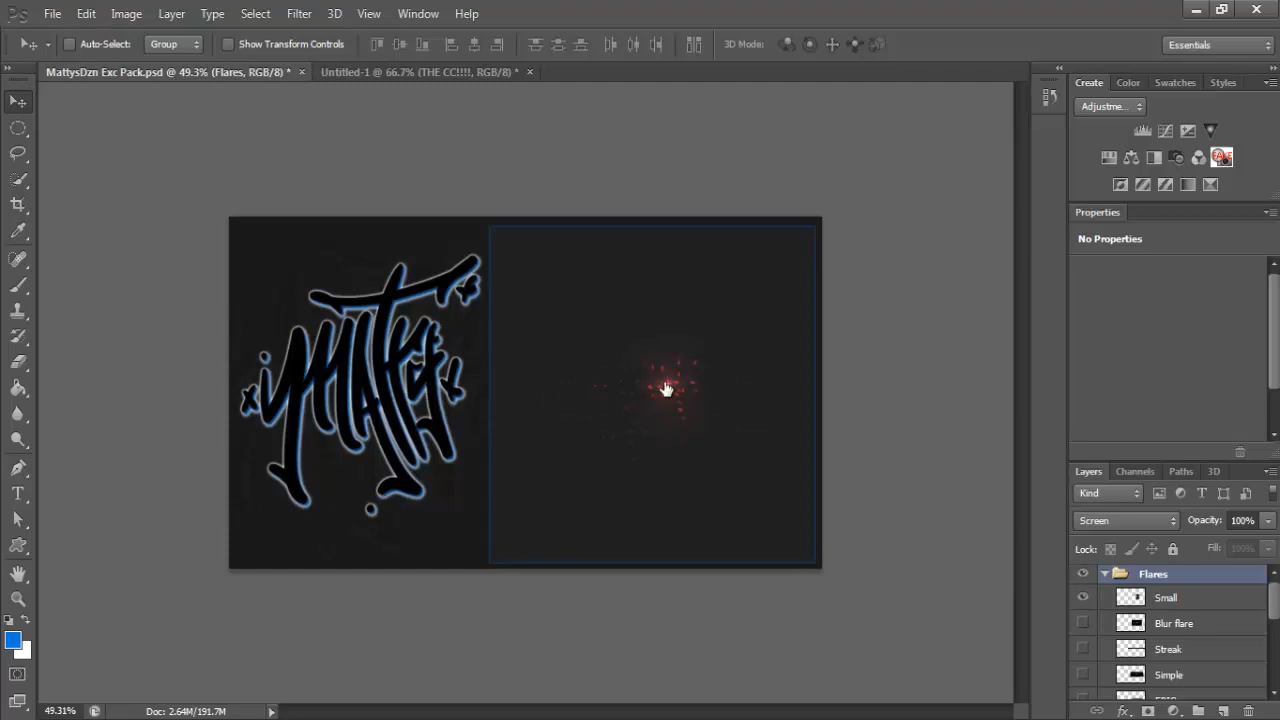 Ps File Edit Image Layer Type Select Filter 3D View Window Help
Auto-Select: Group Show Transform Controls 3D Mode: Essentials
MattysDzn Exc Pack.psd @ 49.3% (Flares, RGB/8) * × Untitled-1 @ 66.7% (THE CC!!!!, RGB/8) * ×
Create Color Swatches Styles
Adjustme...
Properties
No Properties
Matty
Layers Channels Paths 3D
Kind
Screen Opacity: 100%
Lock: Fill: 100%
Flares
Small
Blur flare
Streak
Simple
49.31% Doc: 2.64M/191.7M